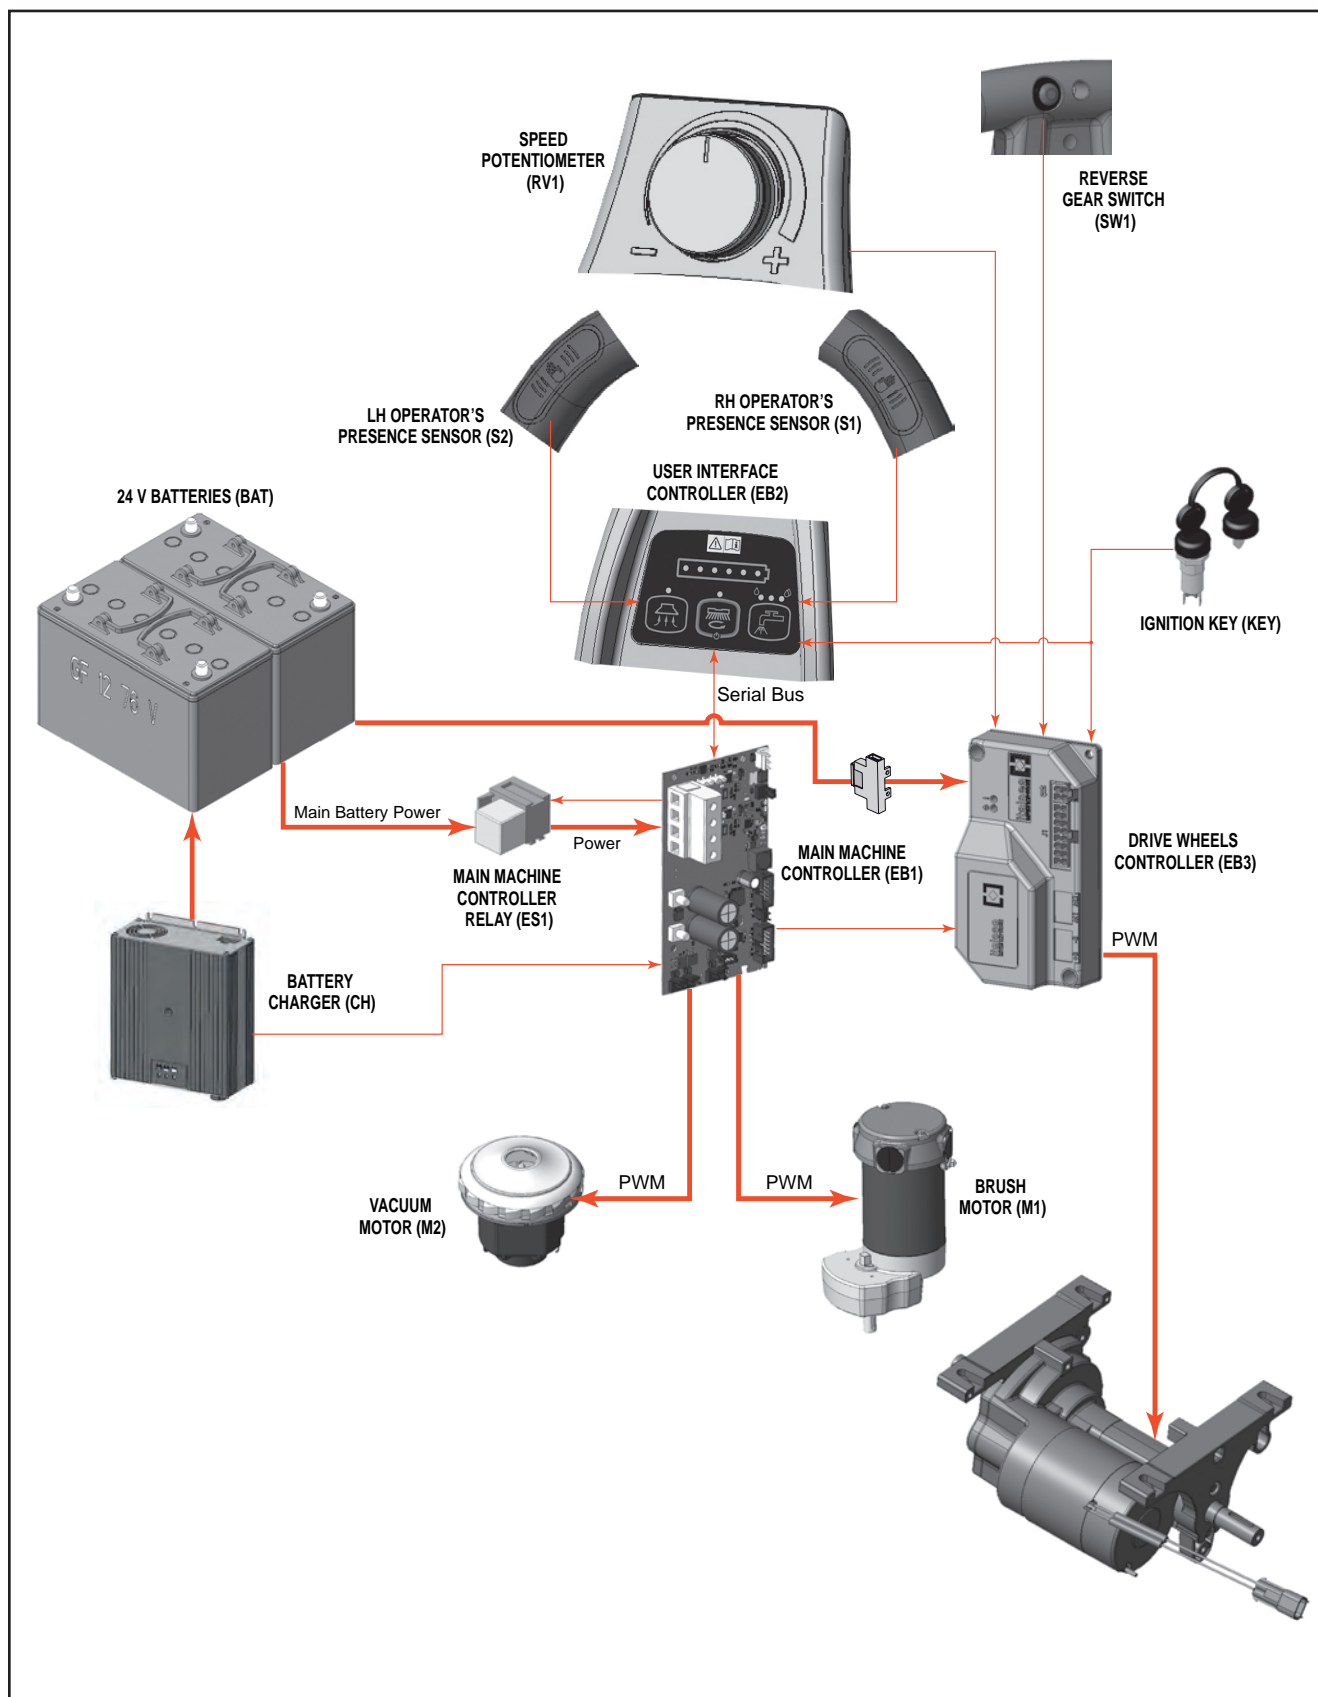 SPEED
POTENTIOMETER
(RV1)
REVERSE
GEAR SWITCH
(SW1)
LH OPERATOR'S
PRESENCE SENSOR (S2)
RH OPERATOR'S
PRESENCE SENSOR (S1)
USER INTERFACE
CONTROLLER (EB2)
24 V BATTERIES (BAT)
GF 12 76 V
IGNITION KEY (KEY)
Serial Bus
Main Battery Power
Power
MAIN MACHINE
CONTROLLER
RELAY (ES1)
MAIN MACHINE
CONTROLLER (EB1)
DRIVE WHEELS
CONTROLLER (EB3)
PWM
BATTERY
CHARGER (CH)
PWM
PWM
VACUUM
MOTOR (M2)
BRUSH
MOTOR (M1)